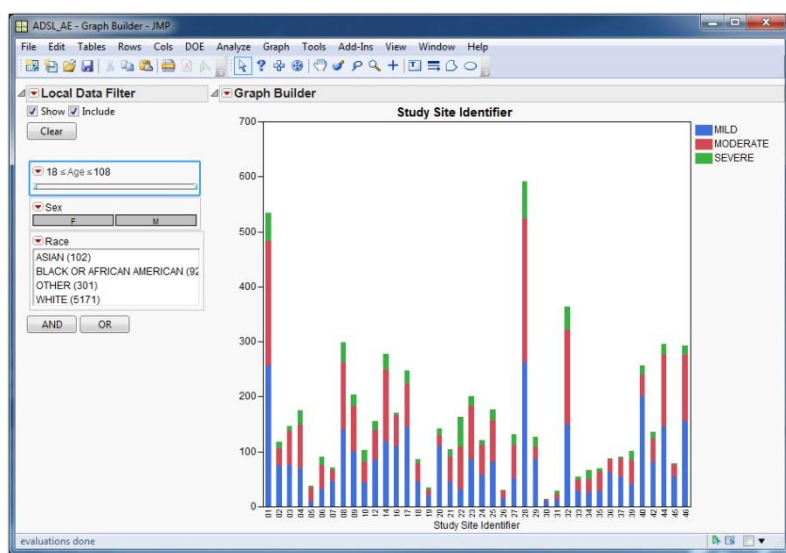 ADSL_AE - Graph Builder - JMP
File Edit Tables Rows Cols DOE Analyze Graph Tools Add-Ins View Window Help
Local Data Filter
Show Include
Clear
18 ≤ Age ≤ 108
Sex
F M
Race
ASIAN (102)
BLACK OR AFRICAN AMERICAN (92
OTHER (301)
WHITE (5171)
AND OR
Graph Builder
Study Site Identifier
700
600
500
400
300
200
100
0
01 02 03 04 05 06 07 08 09 10 12 14 16 17 18 19 20 21 22 23 24 25 26 27 28 29 30 31 32 33 34 35 36 37 39 40 42 44 45 46
Study Site Identifier
MILD
MODERATE
SEVERE
evaluations done